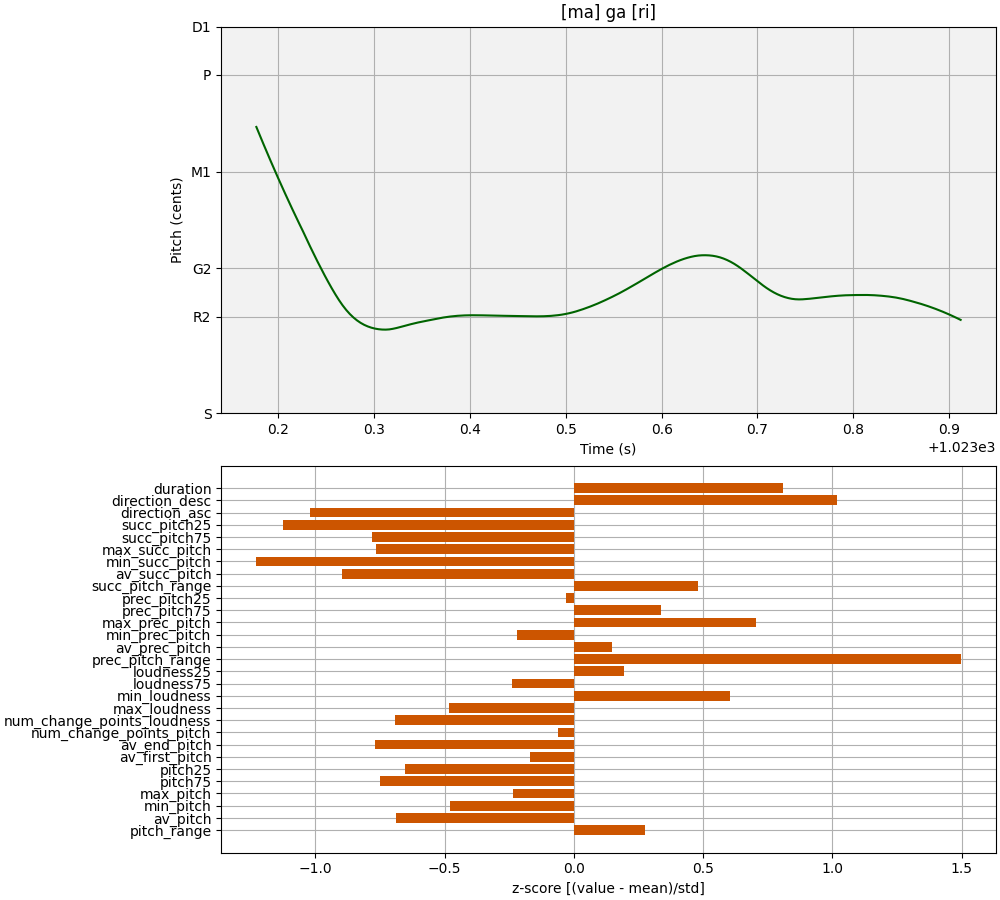 [ma] ga [ri]
D1
P
M1
G2
R2
S
Pitch (cents)
0.2 0.3 0.4 0.5 0.6 0.7 0.8 0.9
Time (s)
+1.023e3
duration
direction_desc
direction_asc
succ_pitch25
succ_pitch75
max_succ_pitch
min_succ_pitch
av_succ_pitch
succ_pitch_range
prec_pitch25
prec_pitch75
max_prec_pitch
min_prec_pitch
av_prec_pitch
prec_pitch_range
loudness25
loudness75
min_loudness
max_loudness
num_change_points_loudness
num_change_points_pitch
av_end_pitch
av_first_pitch
pitch25
pitch75
max_pitch
min_pitch
av_pitch
pitch_range
−1.0 −0.5 0.0 0.5 1.0 1.5
z-score [(value - mean)/std]